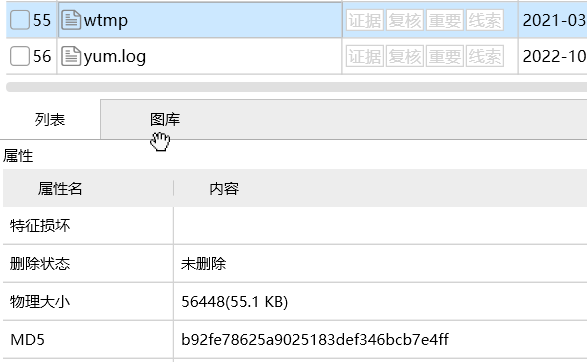 55 wtmp 证据 复核 重要 线索 2021-03
56 yum.log 证据 复核 重要 线索 2022-10
列表 图库
属性
属性名 内容
特征损坏
删除状态 未删除
物理大小 56448(55.1 KB)
MD5 b92fe78625a9025183def346bcb7e4ff